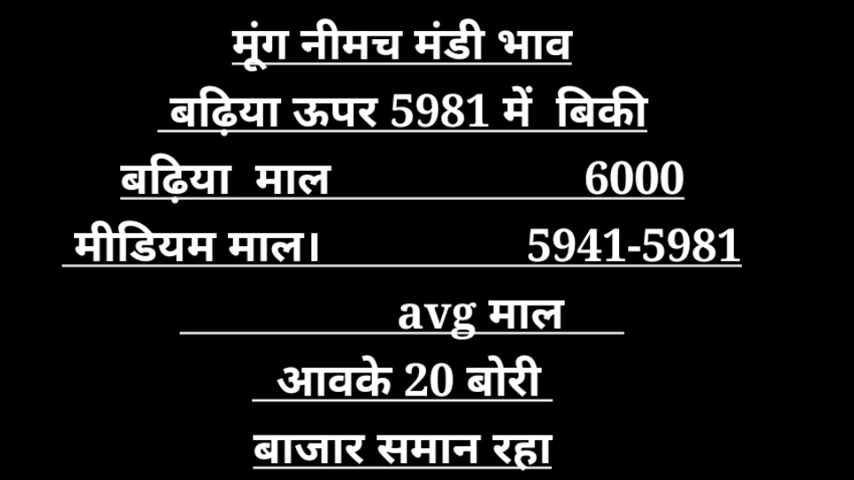 मूंग नीमच मंडी भाव
बढ़िया ऊपर 5981 में बिकी
बढ़िया माल 6000
मीडियम माल। 5941-5981
avg माल
आवके 20 बोरी
बाजार समान रहा